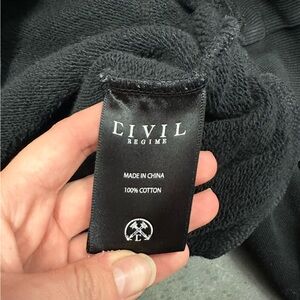 CIVIL
REGIME
MADE IN CHINA
100% COTTON